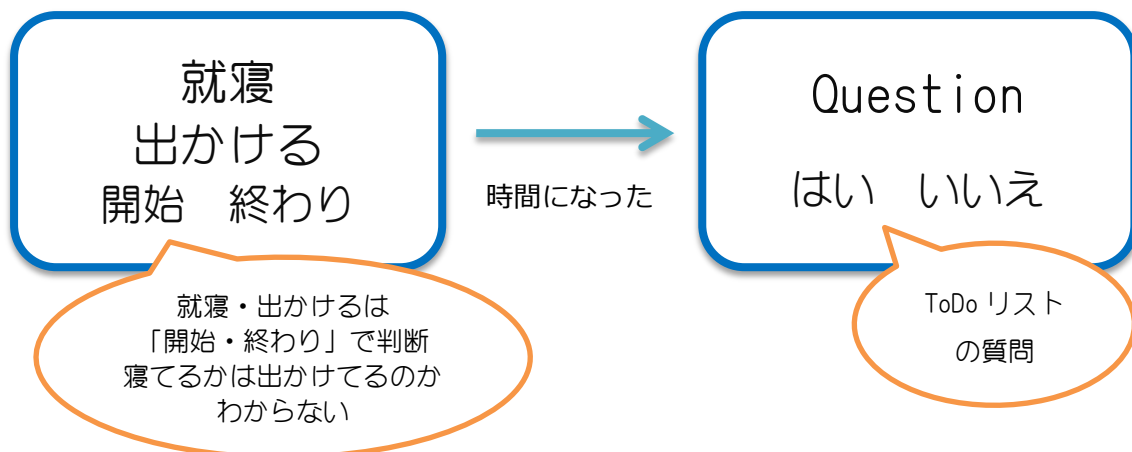 就寝
出かける
開始　終わり
時間になった
Question
はい　いいえ
就寝・出かけるは
「開始・終わり」で判断
寝てるかは出かけてるのか
わからない
ToDo リスト
の質問